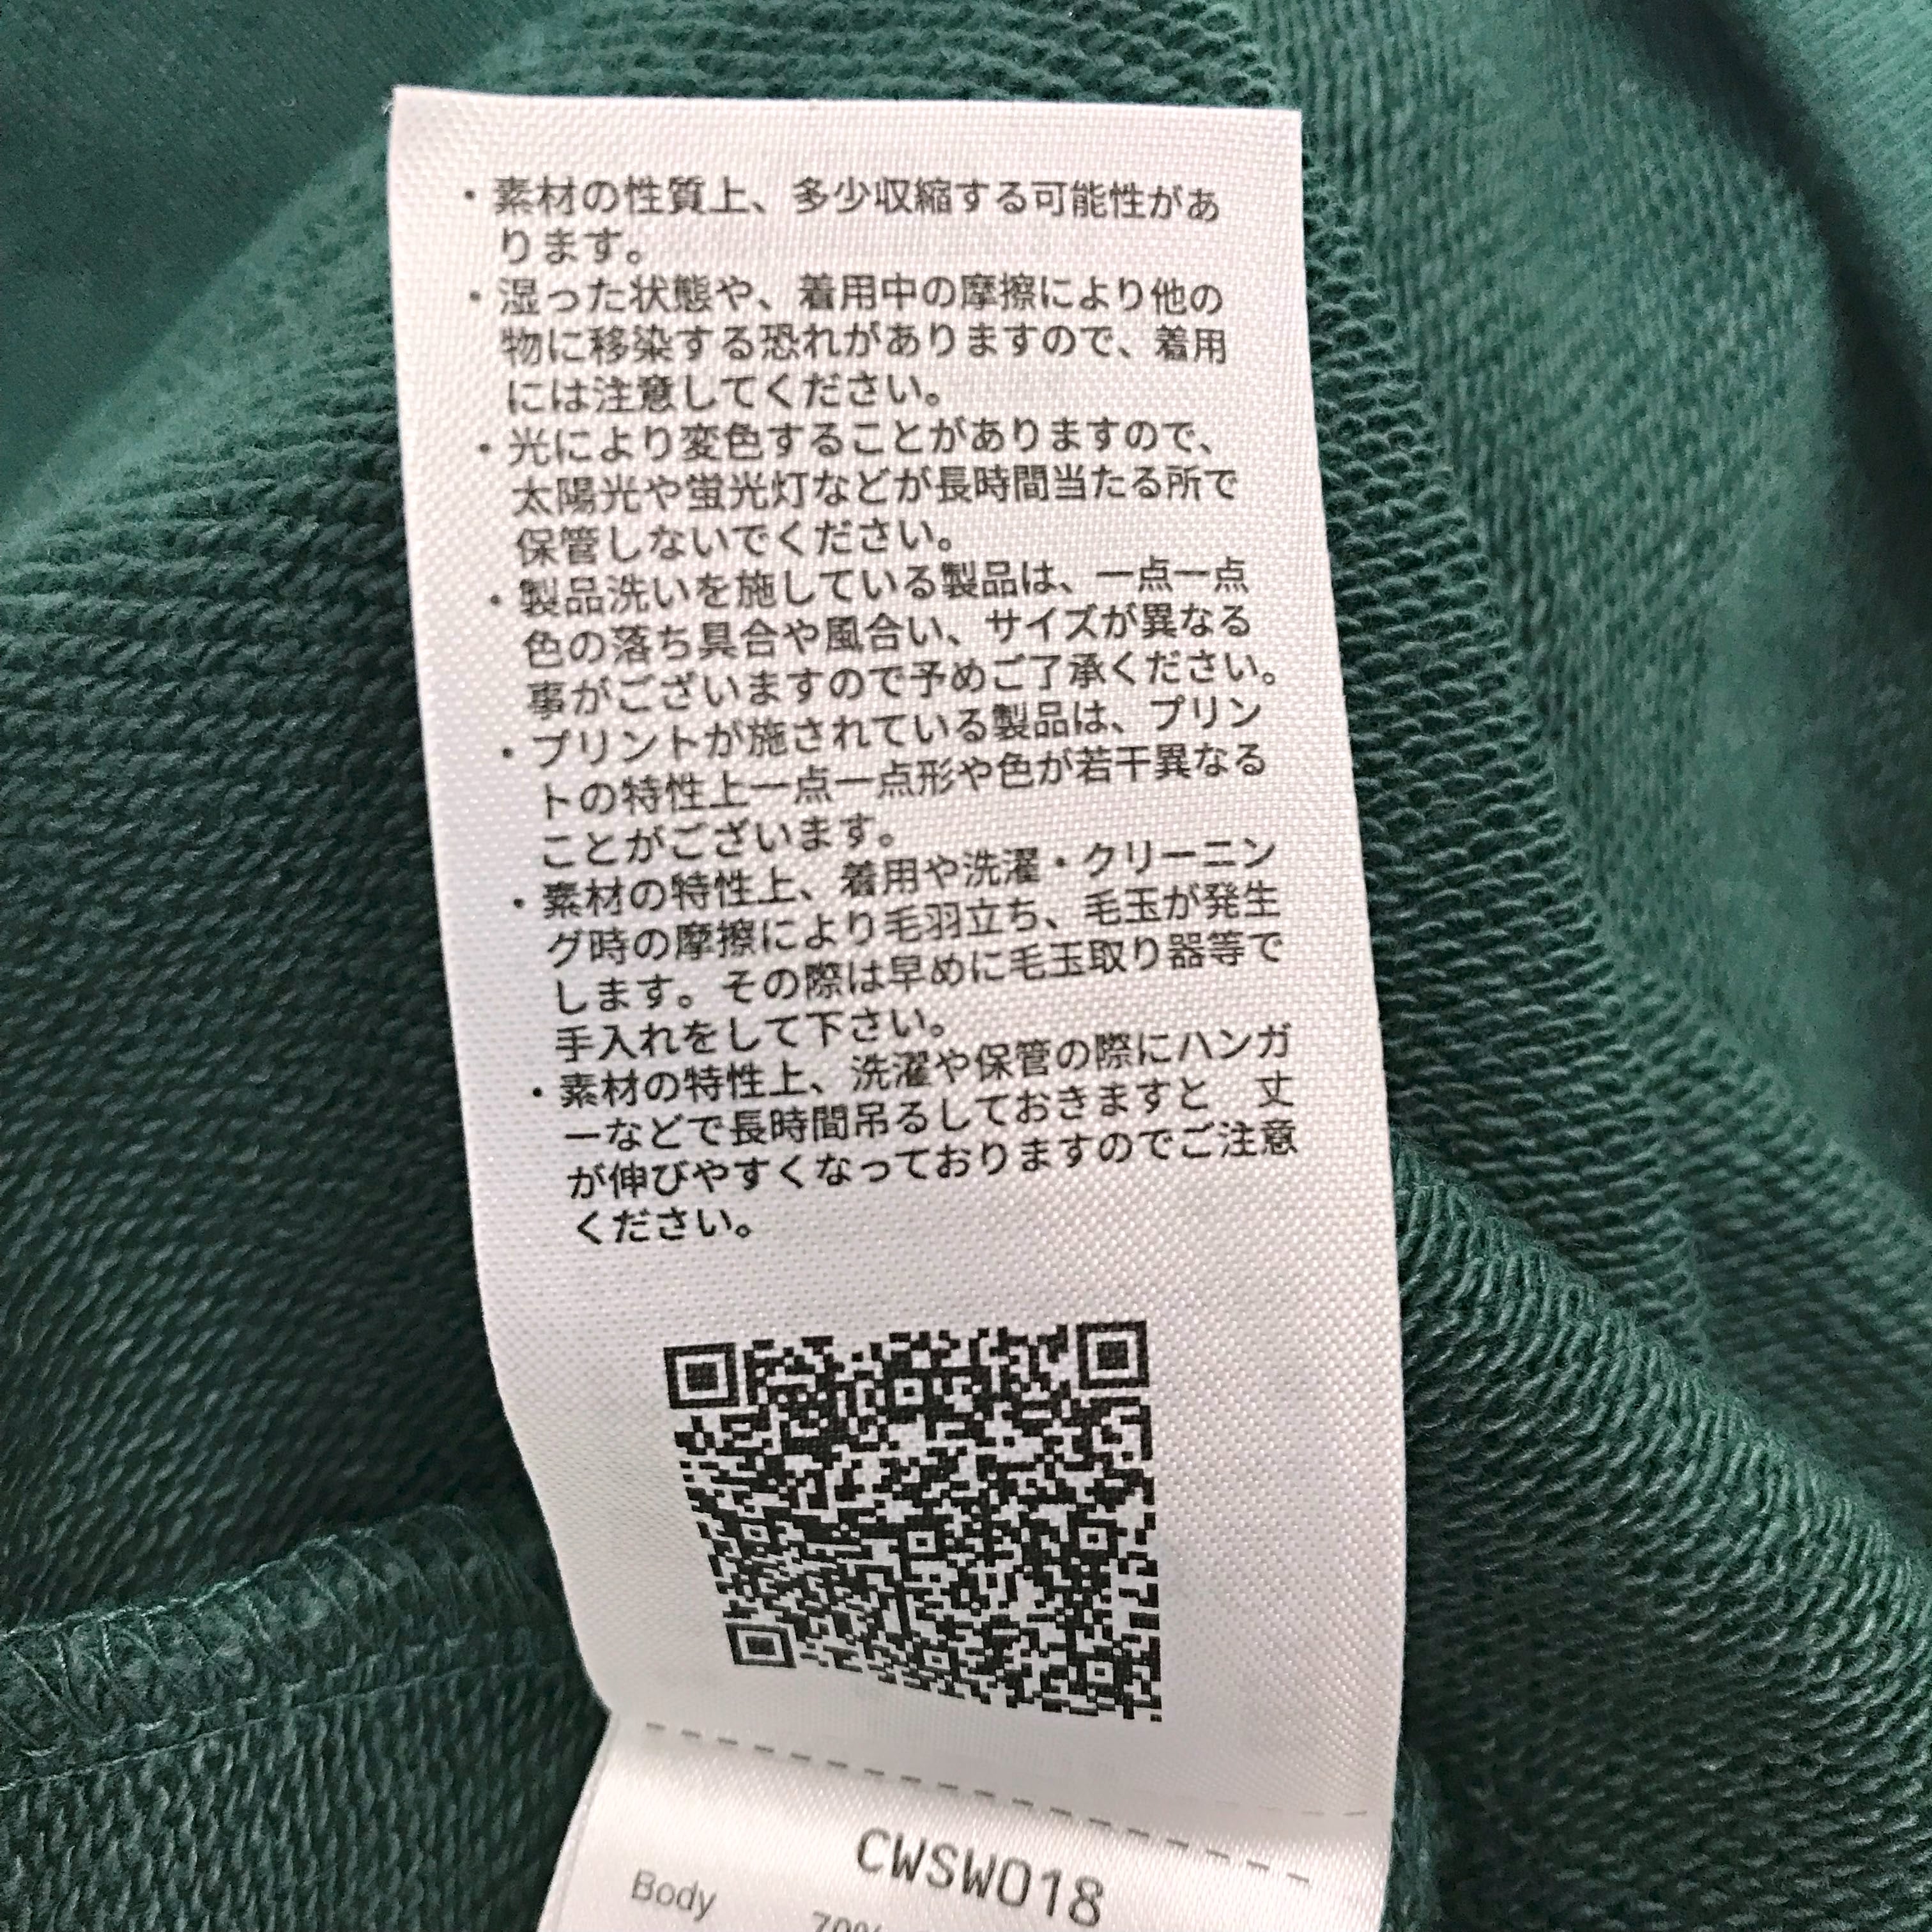 ・素材の性質上、多少収縮する可能性があ
ります。
・湿った状態や、着用中の摩擦により他の
物に移染する恐れがありますので、着用
には注意してください。
・光により変色することがありますので、
太陽光や蛍光灯などが長時間当たる所で
保管しないでください。
・製品洗いを施している製品は、一点一点
色の落ち具合や風合い、サイズが異なる
事がございますので予めご了承ください。
・プリントが施されている製品は、プリン
トの特性上一点一点形や色が若干異なる
ことがございます。
・素材の特性上、着用や洗濯・クリーニン
グ時の摩擦により毛羽立ち、毛玉が発生
します。その際は早めに毛玉取り器等で
手入れをして下さい。
・素材の特性上、洗濯や保管の際にハンガ
ーなどで長時間吊るしておきますと　丈
が伸びやすくなっておりますのでご注意
ください。
CWSW018
Body 70%